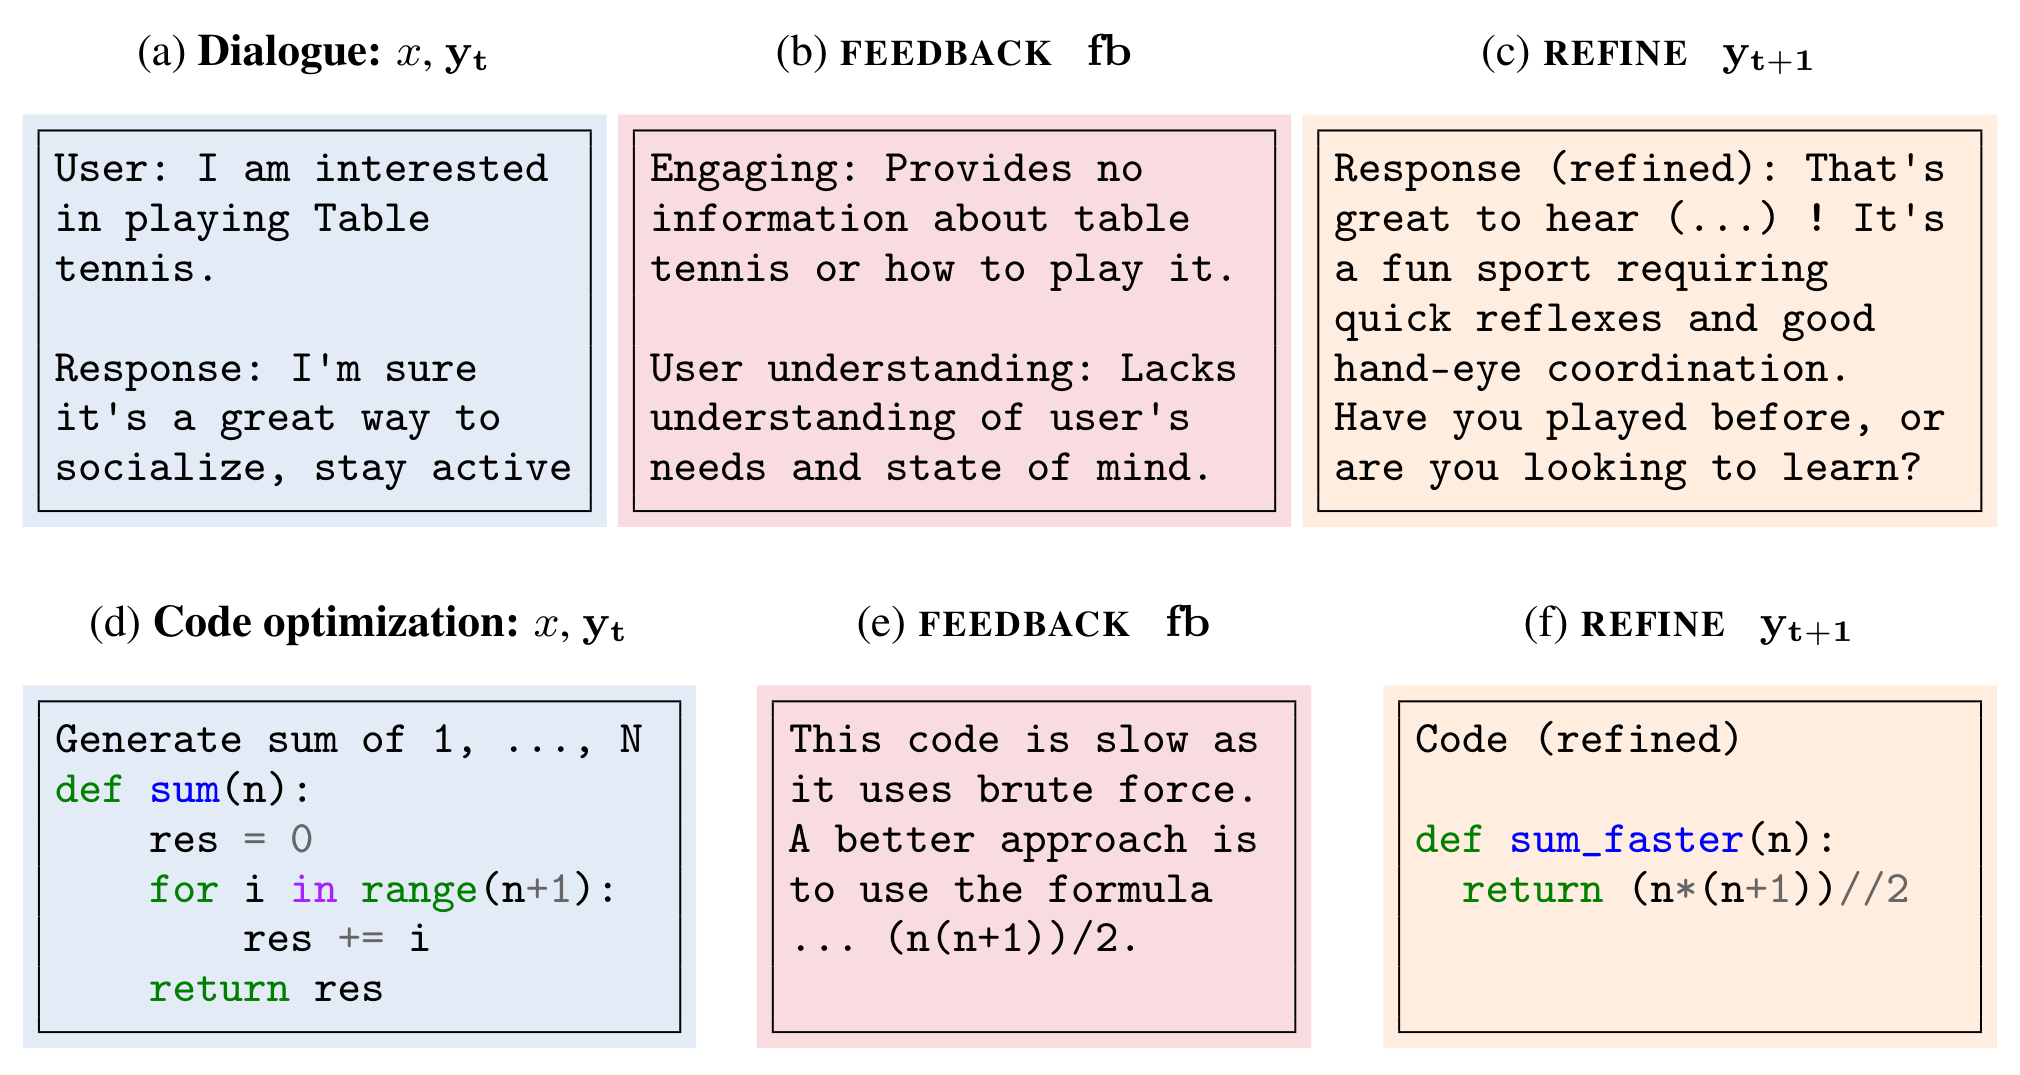 (a) Dialogue: x, y_t
(b) FEEDBACK fb
(c) REFINE y_{t+1}
User: I am interested
in playing Table
tennis.
Response: I'm sure
it's a great way to
socialize, stay active
Engaging: Provides no
information about table
tennis or how to play it.
User understanding: Lacks
understanding of user's
needs and state of mind.
Response (refined): That's
great to hear (...) ! It's
a fun sport requiring
quick reflexes and good
hand-eye coordination.
Have you played before, or
are you looking to learn?
(d) Code optimization: x, y_t
(e) FEEDBACK fb
(f) REFINE y_{t+1}
Generate sum of 1, ..., N
def sum(n):
    res = 0
    for i in range(n+1):
        res += i
    return res
This code is slow as
it uses brute force.
A better approach is
to use the formula
... (n(n+1))/2.
Code (refined)
def sum_faster(n):
  return (n*(n+1))//2